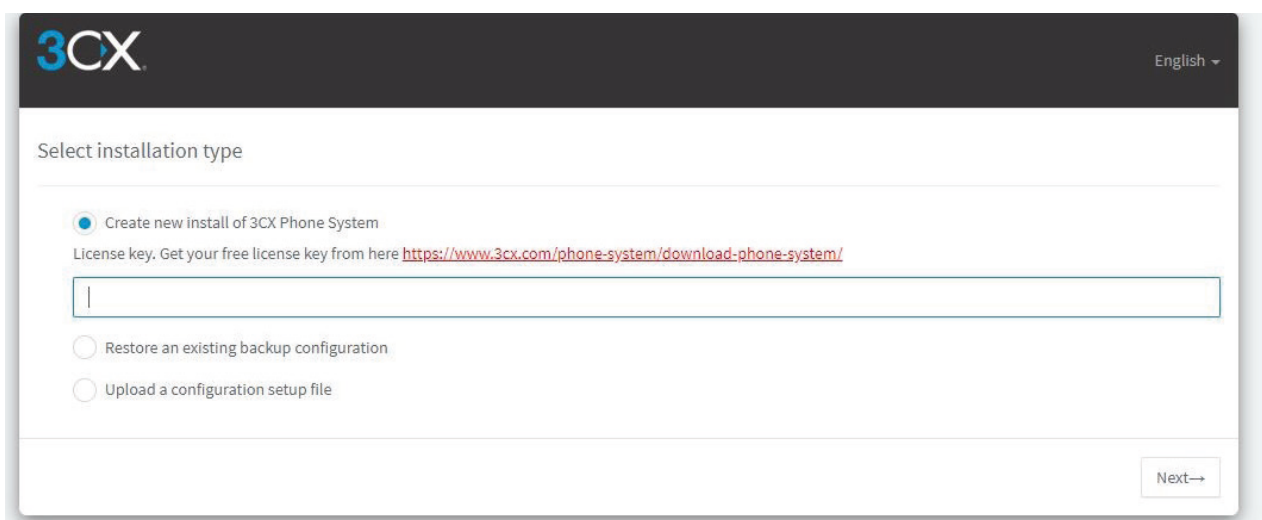 3CX
English
Select installation type
Create new install of 3CX Phone System
License key. Get your free license key from here https://www.3cx.com/phone-system/download-phone-system/
Restore an existing backup configuration
Upload a configuration setup file
Next→